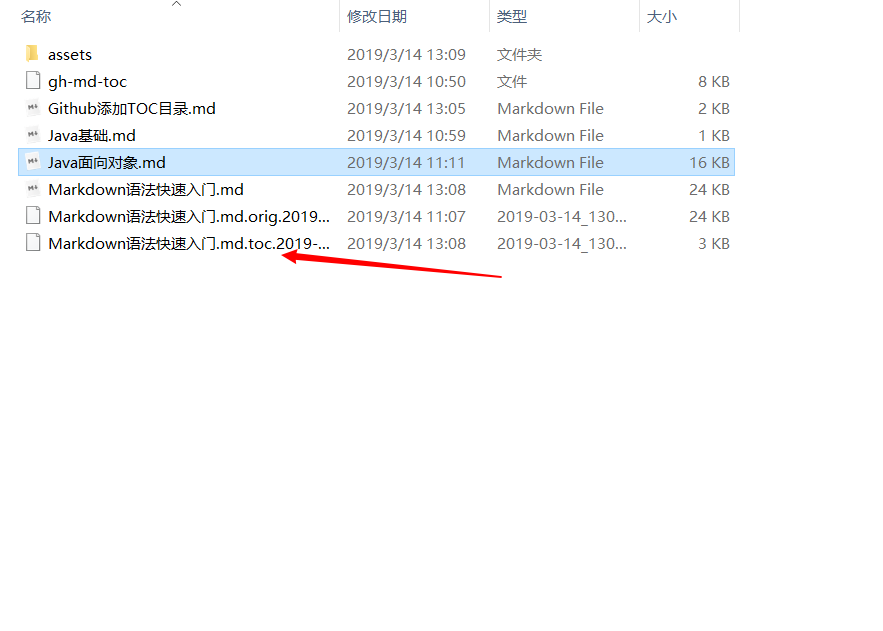 名称 修改日期 类型 大小
assets 2019/3/14 13:09 文件夹
gh-md-toc 2019/3/14 10:50 文件 8 KB
Github添加TOC目录.md 2019/3/14 13:05 Markdown File 2 KB
Java基础.md 2019/3/14 10:59 Markdown File 1 KB
Java面向对象.md 2019/3/14 11:11 Markdown File 16 KB
Markdown语法快速入门.md 2019/3/14 13:08 Markdown File 24 KB
Markdown语法快速入门.md.orig.2019... 2019/3/14 11:07 2019-03-14_130... 24 KB
Markdown语法快速入门.md.toc.2019-... 2019/3/14 13:08 2019-03-14_130... 3 KB